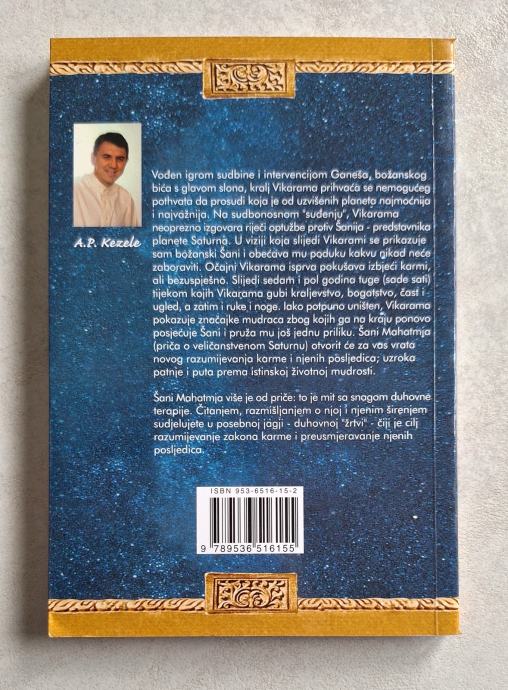 A.P. Kezele
Vođen igrom sudbine i intervencijom Ganeša, božanskog
bića s glavom slona, kralj Vikarama prihvaća se nemogućeg
pothvata da prosudi koja je od uzvišenih planeta najmoćnija
i najvažnija. Na sudbonosnom "suđenju", Vikarama
neoprezno izgovara riječi optužbe protiv Šanija - predstavnika
planete Saturna. U viziji koja slijedi Vikarami se prikazuje
sam božanski Šani i obećava mu poduku kakvu nikad neće
zaboraviti. Očajni Vikarama isprva pokušava izbjeći karmi,
ali bezuspješno. Slijedi sedam i pol godina tuge (sade sati)
tijekom kojih Vikarama gubi kraljevstvo, bogatstvo, čast i
ugled, a zatim i ruke i noge. Iako potpuno uništen, Vikarama
pokazuje značajke mudraca zbog kojih ga na kraju ponovo
posjećuje Šani i pruža mu još jednu priliku. Šani Mahatmja
(priča o veličanstvenom Saturnu) otvorit će za vas vrata
novog razumijevanja karme i njenih posljedica; uzroka
patnje i puta prema istinskoj životnoj mudrosti.
Šani Mahatmja više je od priče: to je mit sa snagom duhovne
terapije. Čitanjem, razmišljanjem o njoj i njenim širenjem
sudjelujete u posebnoj jagji - duhovnoj "žrtvi" - čiji je cilj
razumijevanje zakona karme i preusmjeravanje njenih
posljedica.
ISBN 953-6516-15-2
9 789536 516155